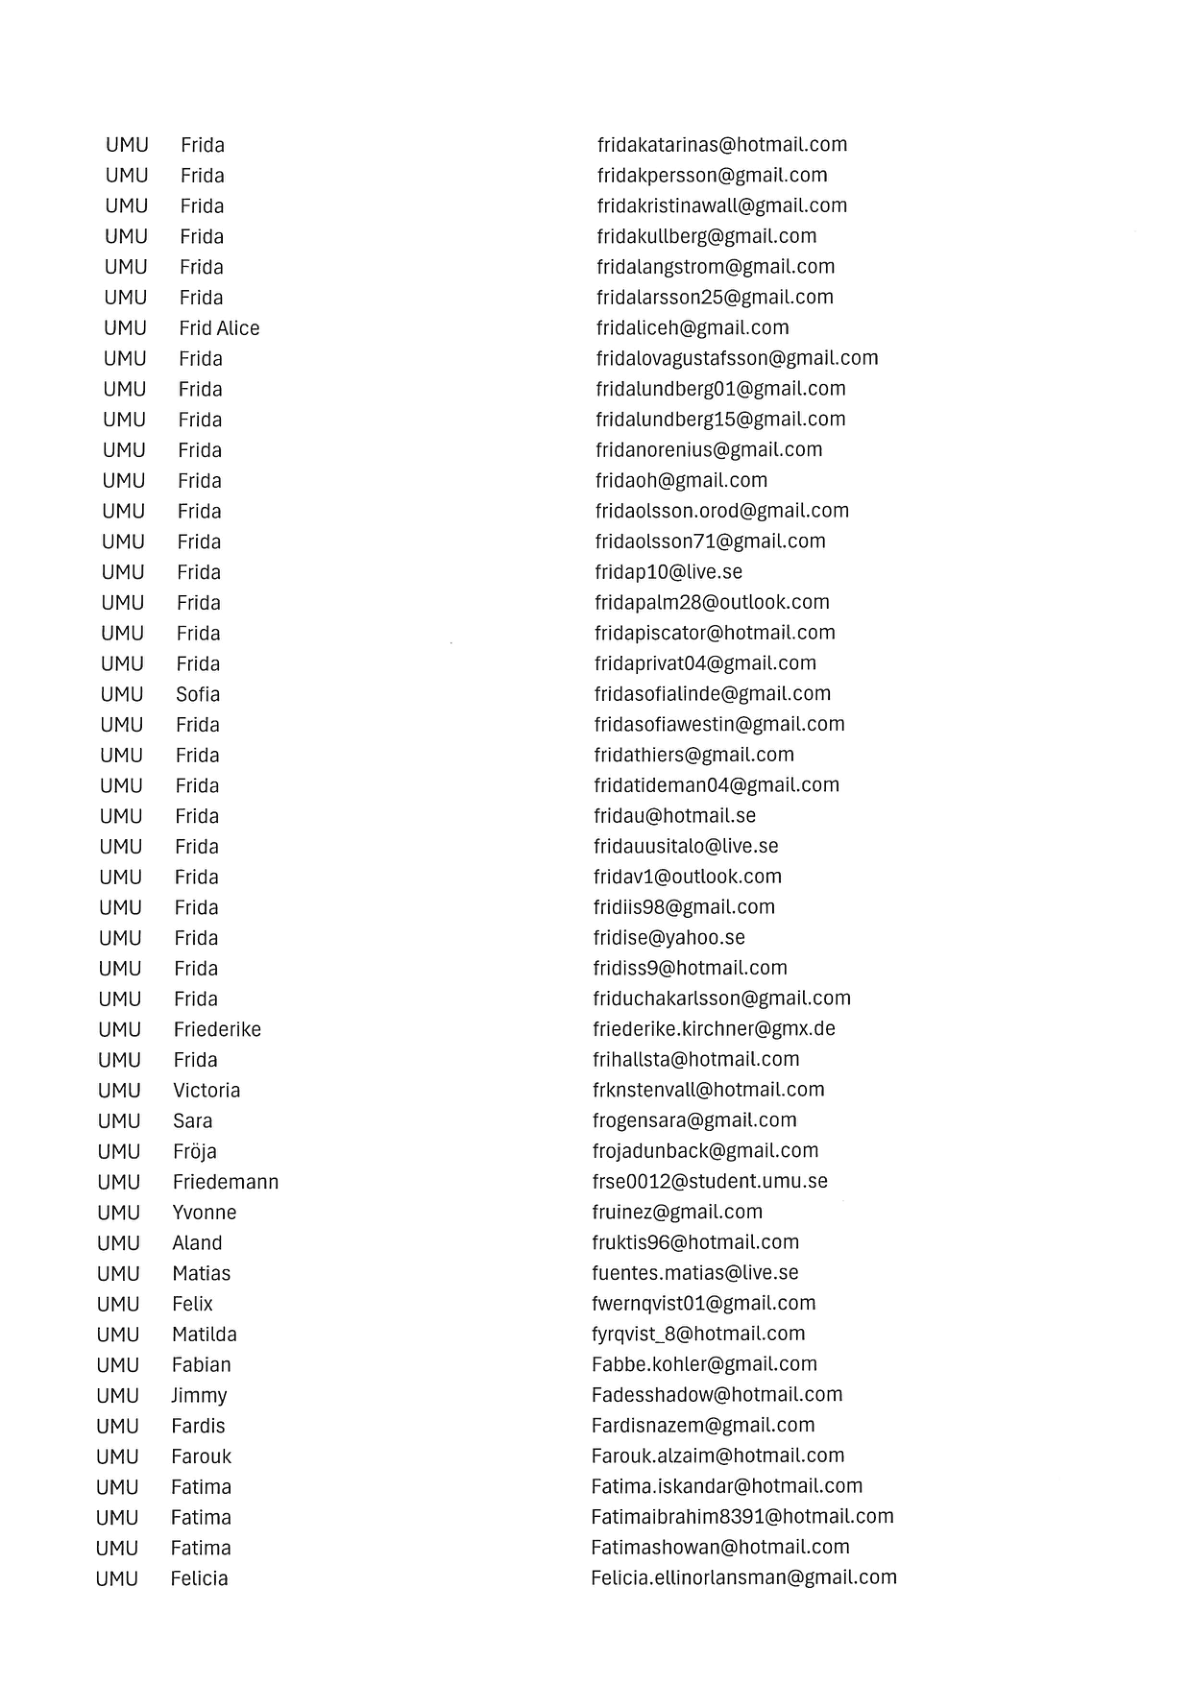 UMU Frida fridakatarinas@hotmail.com
UMU Frida fridakpersson@gmail.com
UMU Frida fridakristinawall@gmail.com
UMU Frida fridakullberg@gmail.com
UMU Frida fridalangstrom@gmail.com
UMU Frida fridalarsson25@gmail.com
UMU Frid Alice fridaliceh@gmail.com
UMU Frida fridalovagustafsson@gmail.com
UMU Frida fridalundberg01@gmail.com
UMU Frida fridalundberg15@gmail.com
UMU Frida fridanorenius@gmail.com
UMU Frida fridaoh@gmail.com
UMU Frida fridaolsson.orod@gmail.com
UMU Frida fridaolsson71@gmail.com
UMU Frida fridap10@live.se
UMU Frida fridapalm28@outlook.com
UMU Frida fridapiscator@hotmail.com
UMU Frida fridaprivat04@gmail.com
UMU Sofia fridasofialinde@gmail.com
UMU Frida fridasofiawestin@gmail.com
UMU Frida fridathiers@gmail.com
UMU Frida fridatideman04@gmail.com
UMU Frida fridau@hotmail.se
UMU Frida fridauusitalo@live.se
UMU Frida fridav1@outlook.com
UMU Frida fridiis98@gmail.com
UMU Frida fridise@yahoo.se
UMU Frida fridiss9@hotmail.com
UMU Frida friduchakarlsson@gmail.com
UMU Friederike friederike.kirchner@gmx.de
UMU Frida frihallsta@hotmail.com
UMU Victoria frknstenvall@hotmail.com
UMU Sara frogensara@gmail.com
UMU Fröja frojadunback@gmail.com
UMU Friedemann frse0012@student.umu.se
UMU Yvonne fruinez@gmail.com
UMU Aland fruktis96@hotmail.com
UMU Matias fuentes.matias@live.se
UMU Felix fwernqvist01@gmail.com
UMU Matilda fyrqvist_8@hotmail.com
UMU Fabian Fabbe.kohler@gmail.com
UMU Jimmy Fadesshadow@hotmail.com
UMU Fardis Fardisnazem@gmail.com
UMU Farouk Farouk.alzaim@hotmail.com
UMU Fatima Fatima.iskandar@hotmail.com
UMU Fatima Fatimaibrahim8391@hotmail.com
UMU Fatima Fatimashowan@hotmail.com
UMU Felicia Felicia.ellinorlansman@gmail.com